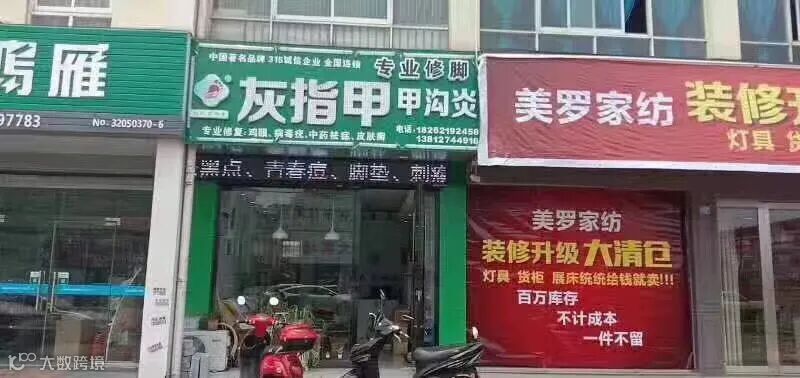 鸿雁
97783
No. 32050370-6
中国著名品牌 315诚信企业 全国连锁
专业修脚
灰指甲 甲沟炎
专业修复:鸡眼、病毒疣、中药祛痘、皮肤癣
电话:18262192458
13812744918
黑点、青春痘、脚垫、刺猴
美罗家纺 装修升
灯具 货
美罗家纺
装修升级 大清仓
灯具 货柜 展床统统给钱就卖!!!
百万库存
不计成本
一件不留
大数跨境